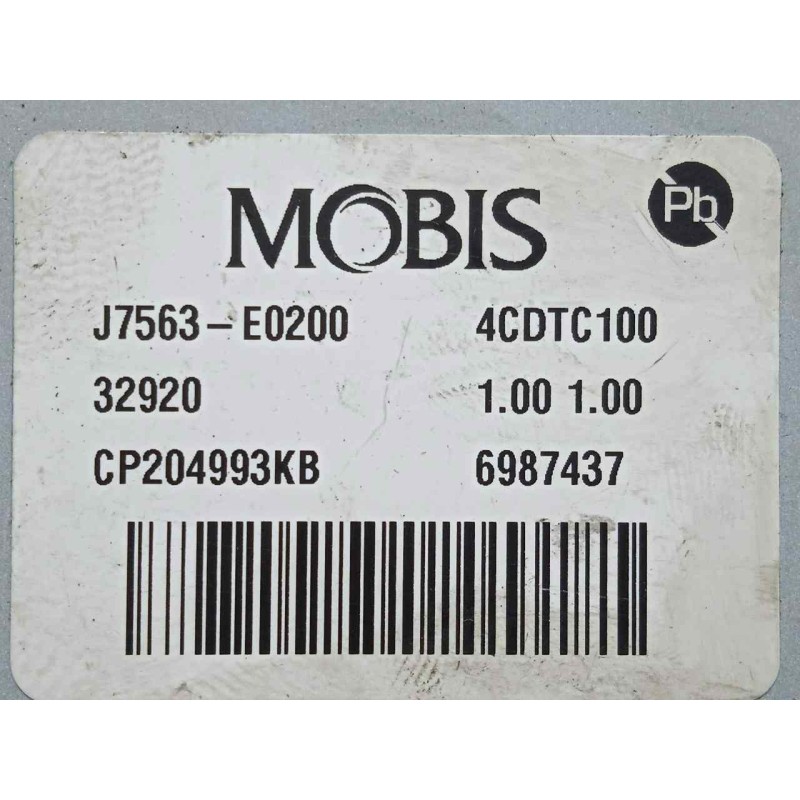 MOBIS
Pb
J7563-E0200 4CDTC100
32920 1.00 1.00
CP204993KB 6987437